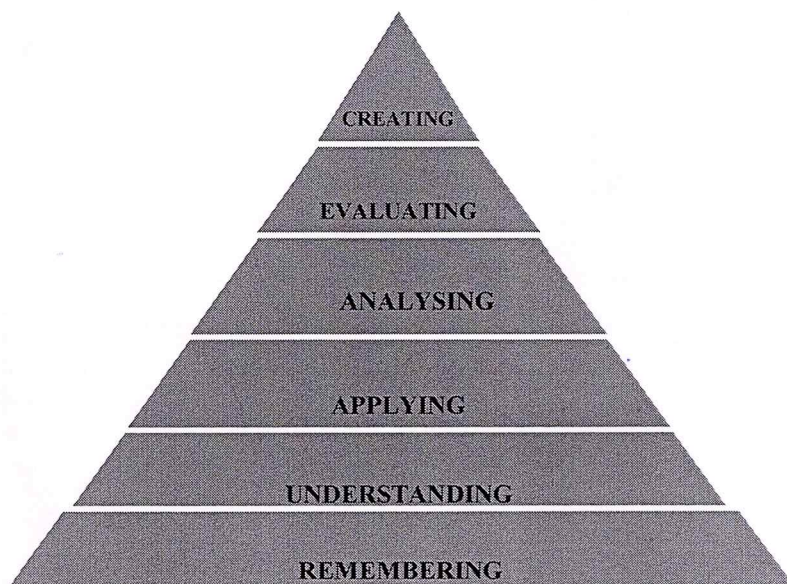 CREATING
EVALUATING
ANALYSING
APPLYING
UNDERSTANDING
REMEMBERING